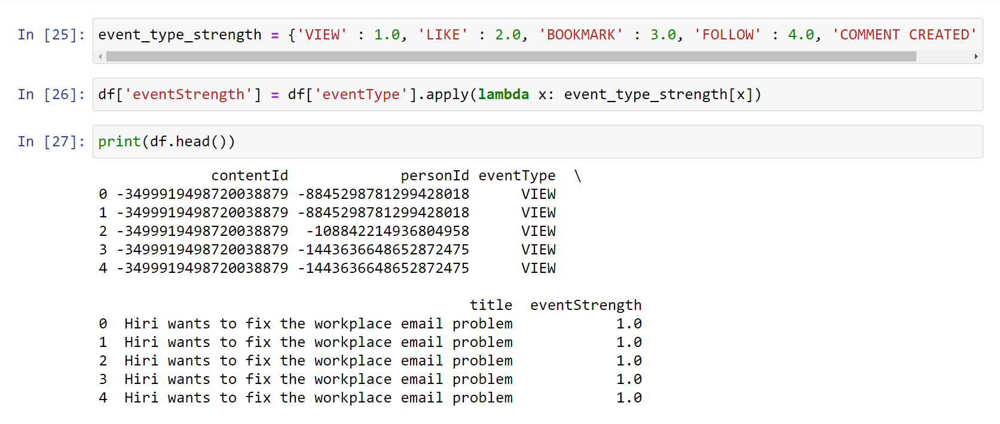 In [25]: event_type_strength = {'VIEW' : 1.0, 'LIKE' : 2.0, 'BOOKMARK' : 3.0, 'FOLLOW' : 4.0, 'COMMENT CREATED'
In [26]: df['eventStrength'] = df['eventType'].apply(lambda x: event_type_strength[x])
In [27]: print(df.head())
contentId personId eventType \
0 -3499919498720038879 -8845298781299428018 VIEW
1 -3499919498720038879 -8845298781299428018 VIEW
2 -3499919498720038879 -108842214936804958 VIEW
3 -3499919498720038879 -1443636648652872475 VIEW
4 -3499919498720038879 -1443636648652872475 VIEW
title eventStrength
0 Hiri wants to fix the workplace email problem 1.0
1 Hiri wants to fix the workplace email problem 1.0
2 Hiri wants to fix the workplace email problem 1.0
3 Hiri wants to fix the workplace email problem 1.0
4 Hiri wants to fix the workplace email problem 1.0